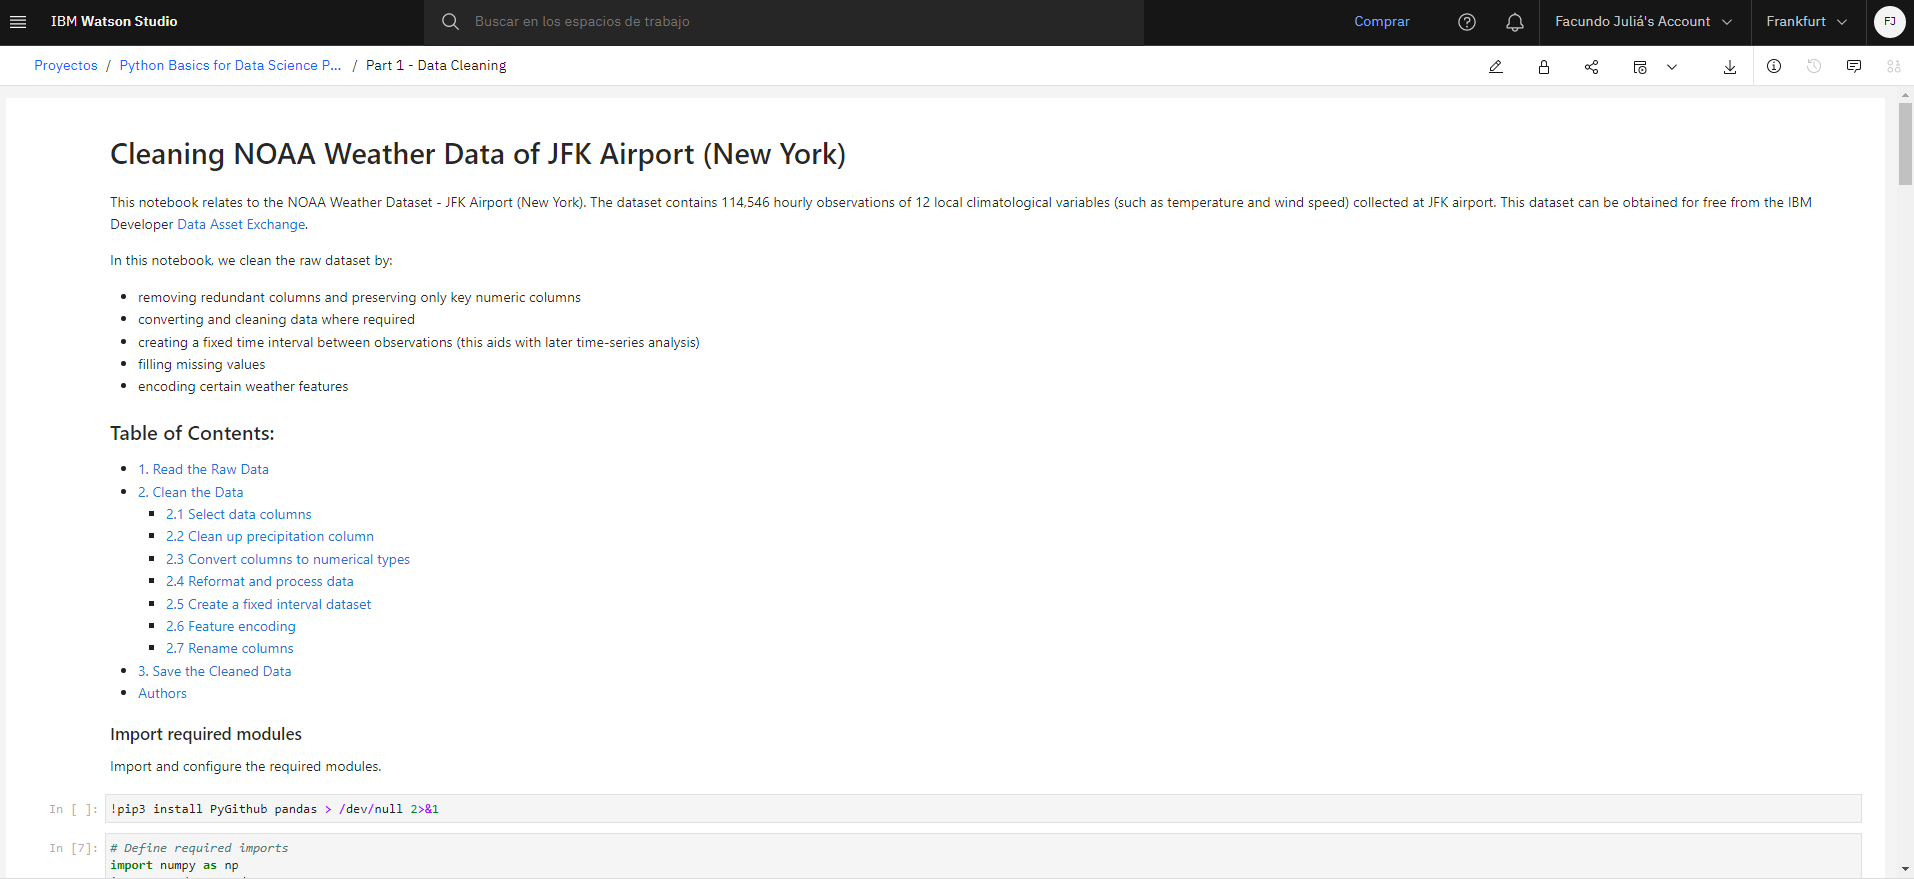 IBM Watson Studio
Buscar en los espacios de trabajo
Comprar
Facundo Juliá's Account
Frankfurt
FJ
Proyectos / Python Basics for Data Science P... / Part 1 - Data Cleaning
Cleaning NOAA Weather Data of JFK Airport (New York)
This notebook relates to the NOAA Weather Dataset - JFK Airport (New York). The dataset contains 114,546 hourly observations of 12 local climatological variables (such as temperature and wind speed) collected at JFK airport. This dataset can be obtained for free from the IBM
Developer Data Asset Exchange.
In this notebook, we clean the raw dataset by:
removing redundant columns and preserving only key numeric columns
converting and cleaning data where required
creating a fixed time interval between observations (this aids with later time-series analysis)
filling missing values
encoding certain weather features
Table of Contents:
1. Read the Raw Data
2. Clean the Data
2.1 Select data columns
2.2 Clean up precipitation column
2.3 Convert columns to numerical types
2.4 Reformat and process data
2.5 Create a fixed interval dataset
2.6 Feature encoding
2.7 Rename columns
3. Save the Cleaned Data
Authors
Import required modules
Import and configure the required modules.
In [ ]: !pip3 install PyGithub pandas > /dev/null 2>&1
In [7]: # Define required imports
import numpy as np